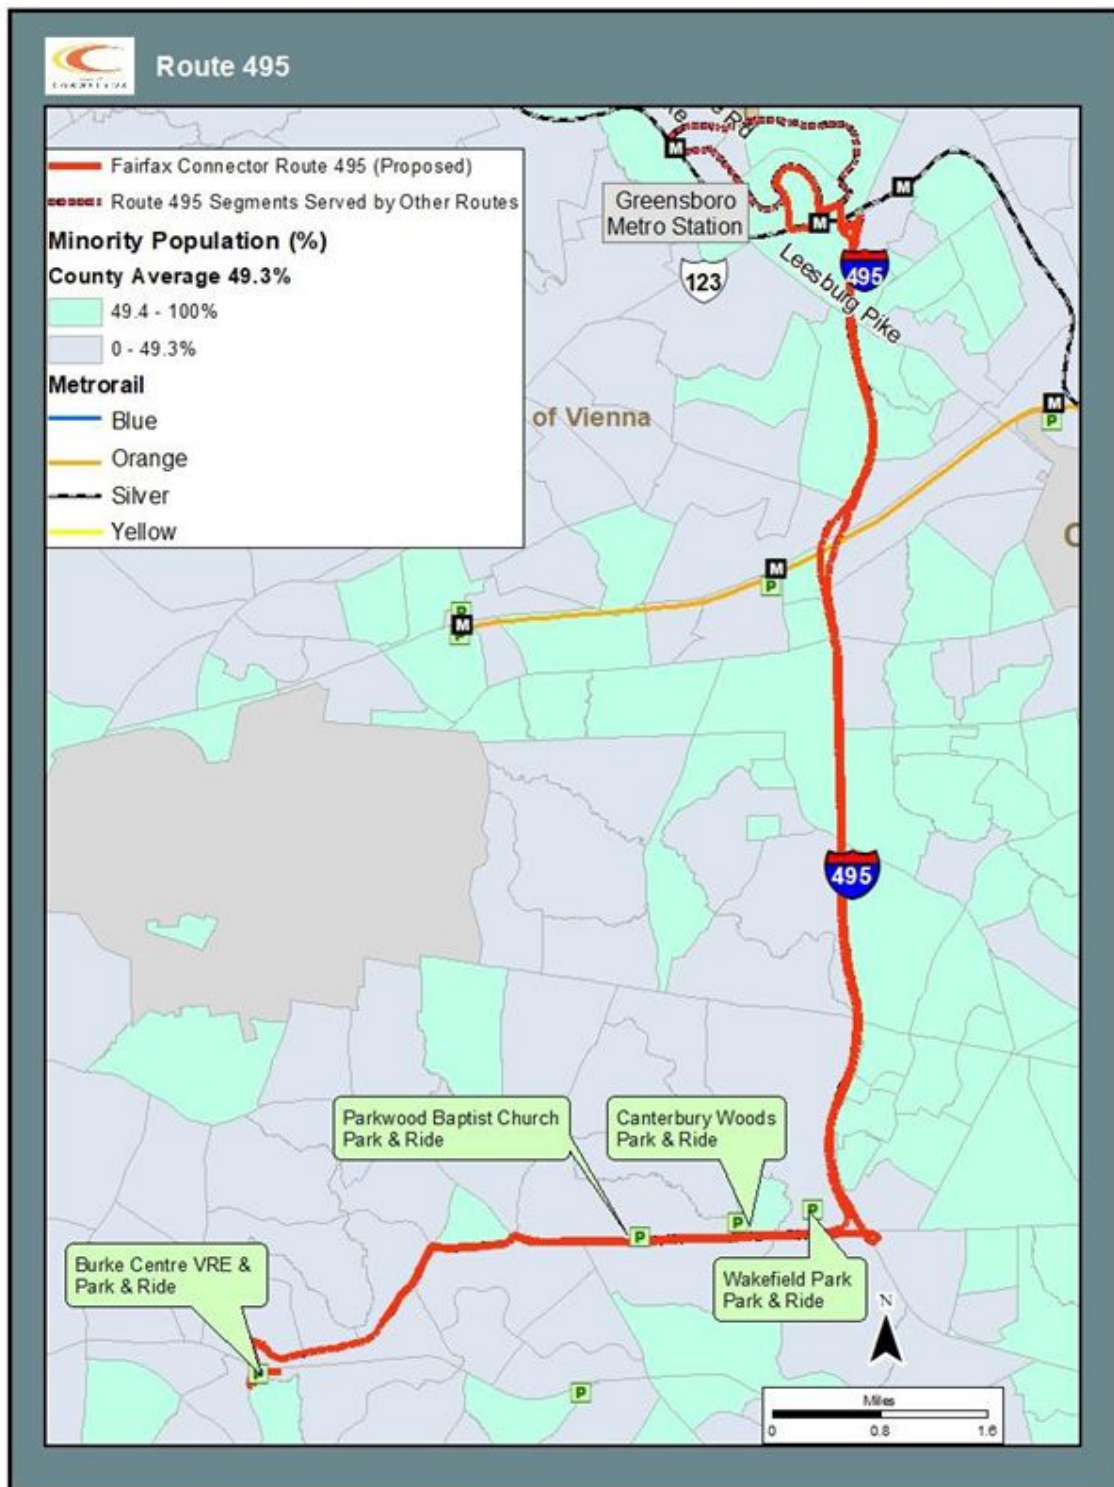 Route 495
Fairfax Connector Route 495 (Proposed)
Route 495 Segments Served by Other Routes
Minority Population (%)
County Average 49.3%
49.4 - 100%
0 - 49.3%
Metrorail
Blue
Orange
Silver
Yellow
Rd
M
M
Greensboro
Metro Station
M
123
495
Leesburg Pike
M
P
of Vienna
C
M
P
P
M
P
495
Parkwood Baptist Church
Park & Ride
Canterbury Woods
Park & Ride
P
P
P
Burke Centre VRE &
Park & Ride
Wakefield Park
Park & Ride
N
P
P
Miles
0 0.8 1.6